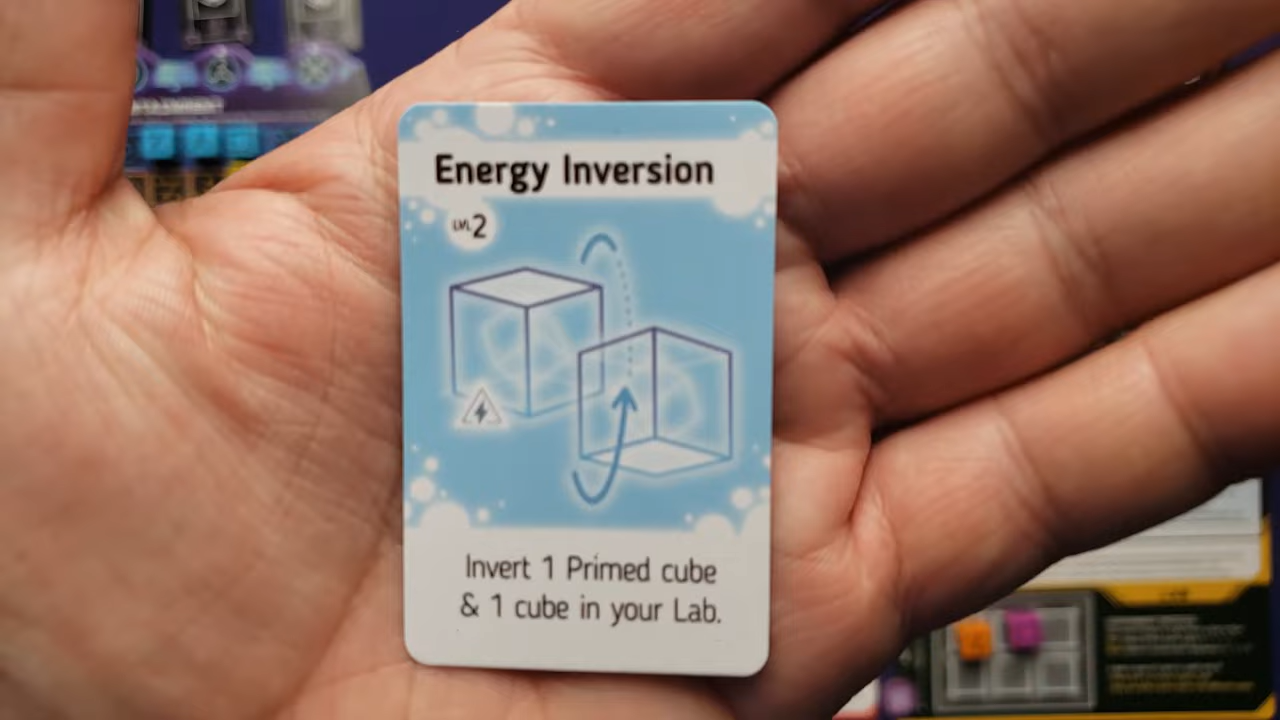 Energy Inversion
LVL 2
Invert 1 Primed cube
& 1 cube in your Lab.